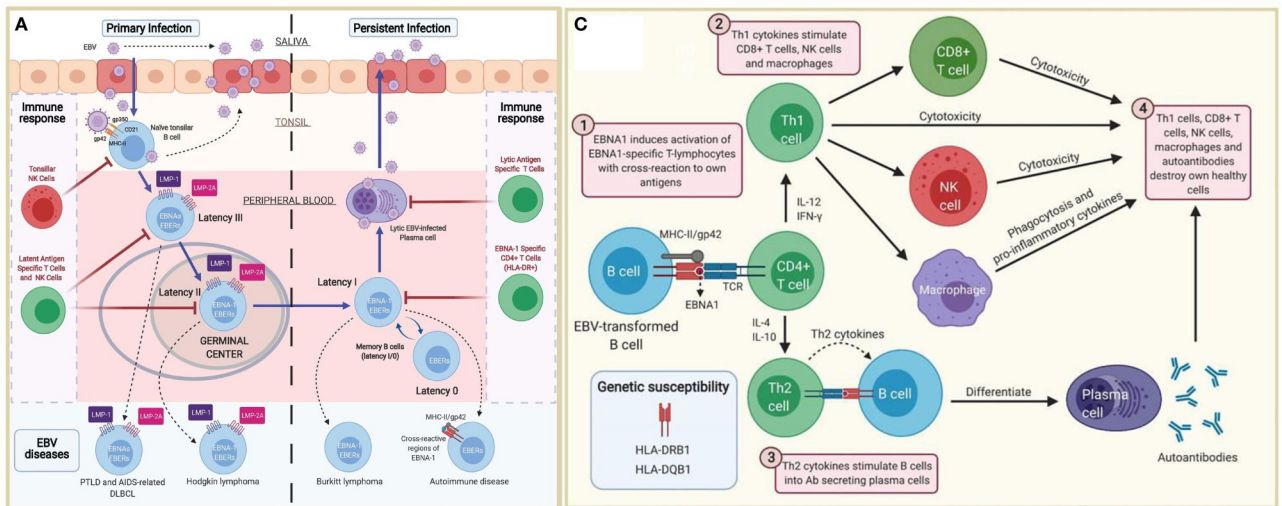 A
Primary Infection
Persistent Infection
EBV
SALIVA
Immune
response
gp350
gp42
CD21
MHC-II
Naïve tonsilar
B cell
TONSIL
Immune
response
Tonsillar
NK Cells
LMP-1
LMP-2A
EBNAs
EBERs
Latency III
PERIPHERAL BLOOD
Lytic EBV-infected
Plasma cell
Lytic Antigen
Specific T Cells
Latent Antigen
Specific T Cells
and NK Cells
LMP-1
LMP-2A
Latency II
EBNA-1
EBERs
GERMINAL
CENTER
Latency I
EBNA-1
EBERs
EBNA-1 Specific
CD4+ T Cells
(HLA-DR+)
Memory B cells
(latency I/0)
EBERs
Latency 0
EBV
diseases
LMP-1
LMP-2A
EBNAs
EBERs
PTLD and AIDS-related
DLBCL
LMP-1
LMP-2A
EBNA-1
EBERs
Hodgkin lymphoma
EBNA-1
EBERs
Burkitt lymphoma
MHC-II/gp42
Cross-reactive
regions of
EBNA-1
EBERs
Autoimmune disease
C
1
EBNA1 induces activation of
EBNA1-specific T-lymphocytes
with cross-reaction to own
antigens
2
Th1 cytokines stimulate
CD8+ T cells, NK cells
and macrophages
CD8+
T cell
Cytotoxicity
Th1
cell
Cytotoxicity
NK
cell
Cytotoxicity
Macrophage
Phagocytosis and
pro-inflammatory cytokines
4
Th1 cells, CD8+ T
cells, NK cells,
macrophages and
autoantibodies
destroy own healthy
cells
IL-12
IFN-γ
MHC-II/gp42
B cell
TCR
CD4+
T cell
EBNA1
EBV-transformed
B cell
IL-4
IL-10
Th2 cytokines
Th2
cell
B cell
Differentiate
Plasma
cell
Autoantibodies
Genetic susceptibility
HLA-DRB1
HLA-DQB1
3
Th2 cytokines stimulate B cells
into Ab secreting plasma cells